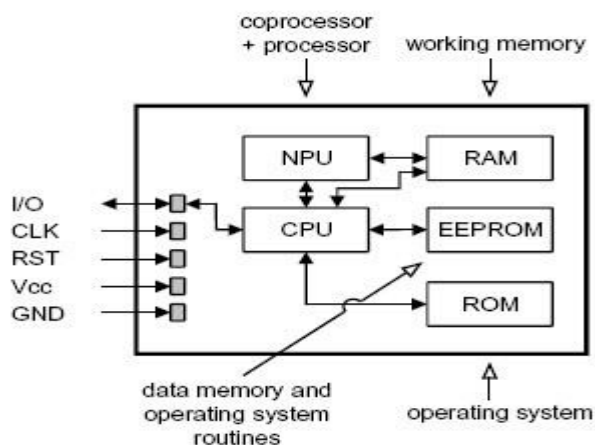 coprocessor
+ processor
working memory
NPU
RAM
I/O
CLK
CPU
EEPROM
RST
Vcc
ROM
GND
data memory and
operating system
routines
operating system